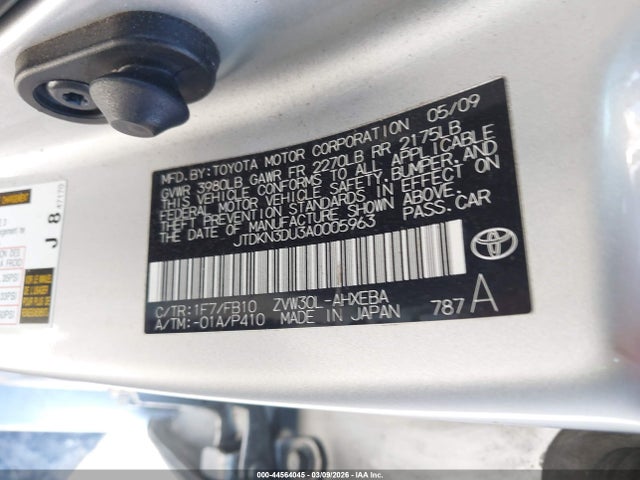 MFD.BY:TOYOTA MOTOR CORPORATION 05/09
GVWR 3980LB GAWR FR 2270LB RR 2175LB
THIS VEHICLE CONFORMS TO ALL APPLICABLE
FEDERAL MOTOR VEHICLE SAFETY,BUMPER,AND
THEFT PREVENTION STANDARDS IN EFFECT ON
THE DATE OF MANUFACTURE SHOWN ABOVE.
JTDKN3DU3A0005963 PASS.CAR
C/TR:1F7/FB10 ZVW30L-AHXEBA
A/TM:-01A/P410 MADE IN JAPAN 787 A
J 8
000-44564045 - 03/09/2026 - IAA Inc.